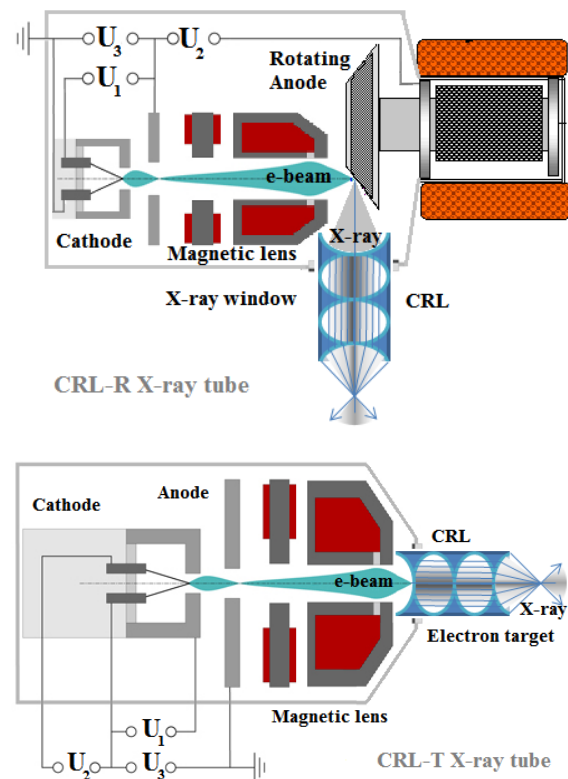 U3
U2
Rotating
Anode
U1
e-beam
Cathode
Magnetic lens
X-ray
X-ray window
CRL
CRL-R X-ray tube
Cathode
Anode
CRL
e-beam
X-ray
Electron target
Magnetic lens
U1
U2
U3
CRL-T X-ray tube